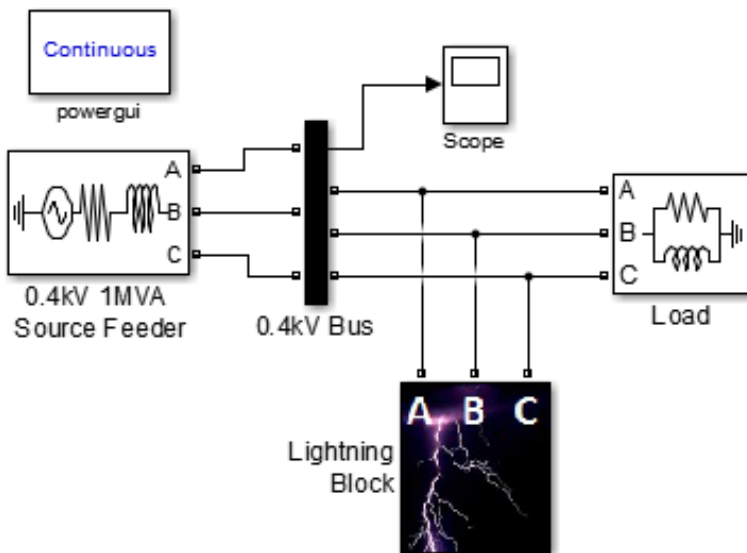 Continuous
powergui
Scope
A
B
C
0.4kV 1MVA
Source Feeder
0.4kV Bus
A
B
C
Load
A B C
Lightning
Block